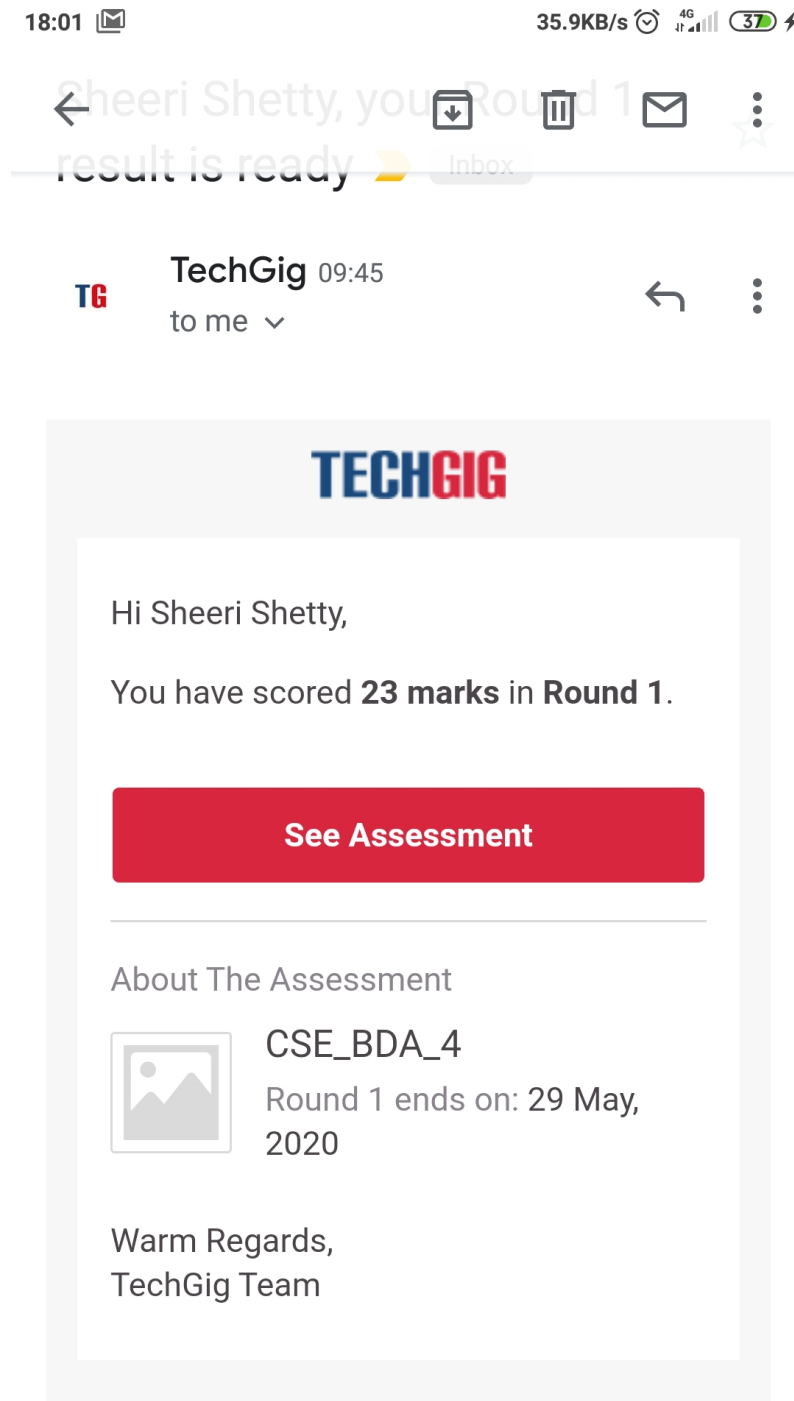 18:01 35.9KB/s 4G 37
Sheeri Shetty, your Round 1
result is ready Inbox
TG TechGig 09:45
to me
TECHGIG
Hi Sheeri Shetty,
You have scored 23 marks in Round 1.
See Assessment
About The Assessment
CSE_BDA_4
Round 1 ends on: 29 May,
2020
Warm Regards,
TechGig Team